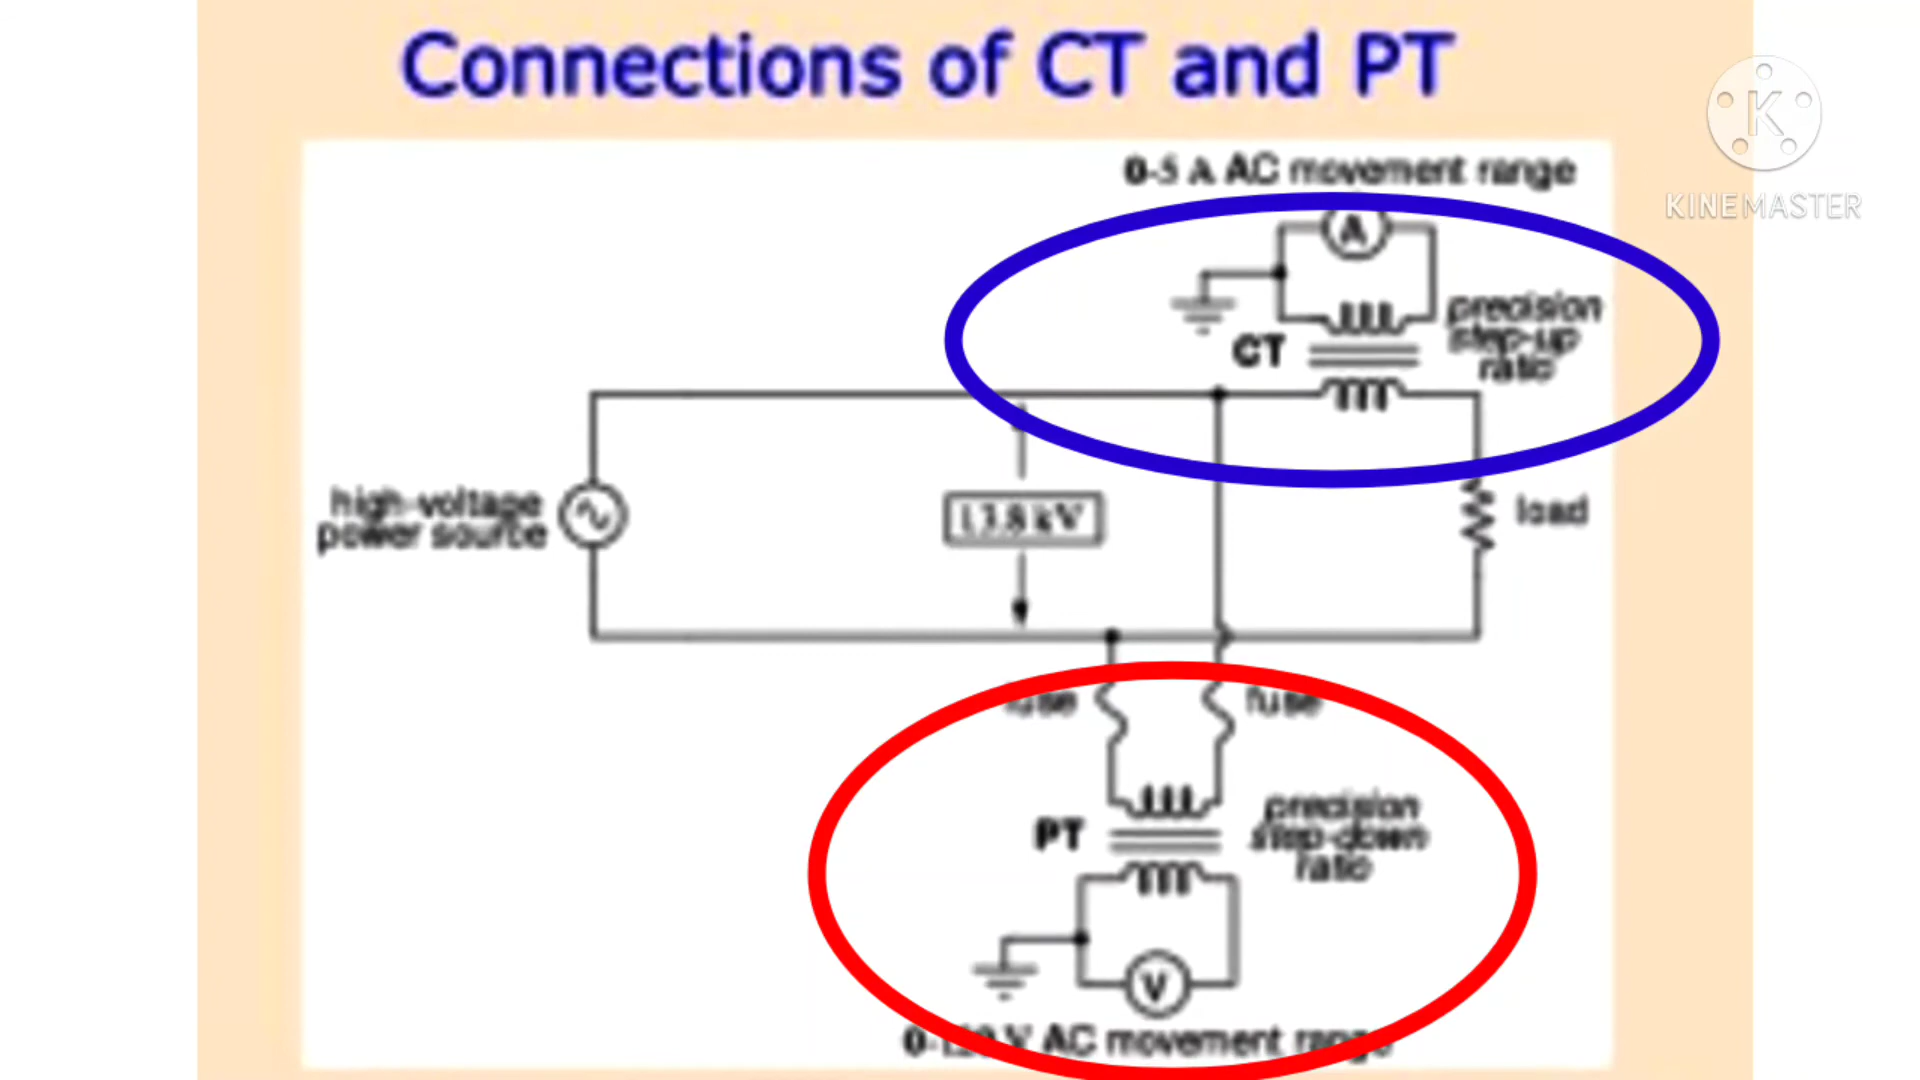 Connections of CT and PT
KINEMASTER
0-5 A AC movement range
A
precision
step-up
ratio
CT
high-voltage
power source
13.8 kV
load
fuse
fuse
PT
precision
step-down
ratio
V
AC movement range